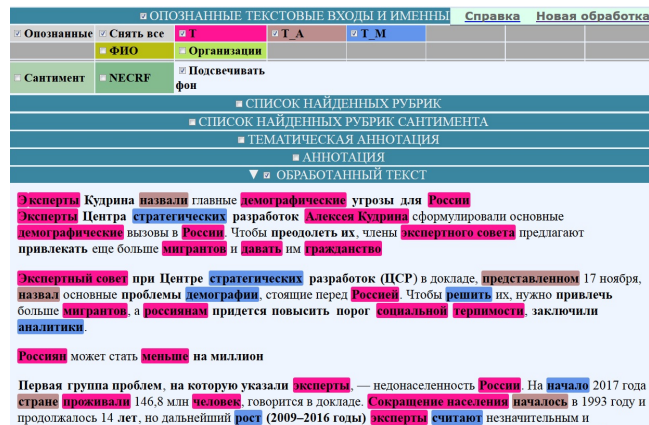 ОПОЗНАННЫЕ ТЕКСТОВЫЕ ВХОДЫ И ИМЕННЫ Справка Новая обработка
Опознанные Снять все Т Т_А Т_М
ФИО Организации
Сантимент NECRF Подсвечивать
фон
СПИСОК НАЙДЕННЫХ РУБРИК
СПИСОК НАЙДЕННЫХ РУБРИК САНТИМЕНТА
ТЕМАТИЧЕСКАЯ АННОТАЦИЯ
АННОТАЦИЯ
▼ ОБРАБОТАННЫЙ ТЕКСТ
Эксперты Кудрина назвали главные демографические угрозы для России
Эксперты Центра стратегических разработок Алексея Кудрина сформулировали основные
демографические вызовы в России. Чтобы преодолеть их, члены экспертного совета предлагают
привлекать еще больше мигрантов и давать им гражданство
Экспертный совет при Центре стратегических разработок (ЦСР) в докладе, представленном 17 ноября,
назвал основные проблемы демографии, стоящие перед Россией. Чтобы решить их, нужно привлечь
больше мигрантов, а россиянам придется повысить порог социальной терпимости, заключили
аналитики.
Россиян может стать меньше на миллион
Первая группа проблем, на которую указали эксперты, — недонаселенность России. На начало 2017 года в
стране проживали 146,8 млн человек, говорится в докладе. Сокращение населения началось в 1993 году и
продолжалось 14 лет, но дальнейший рост (2009–2016 годы) эксперты считают незначительным и